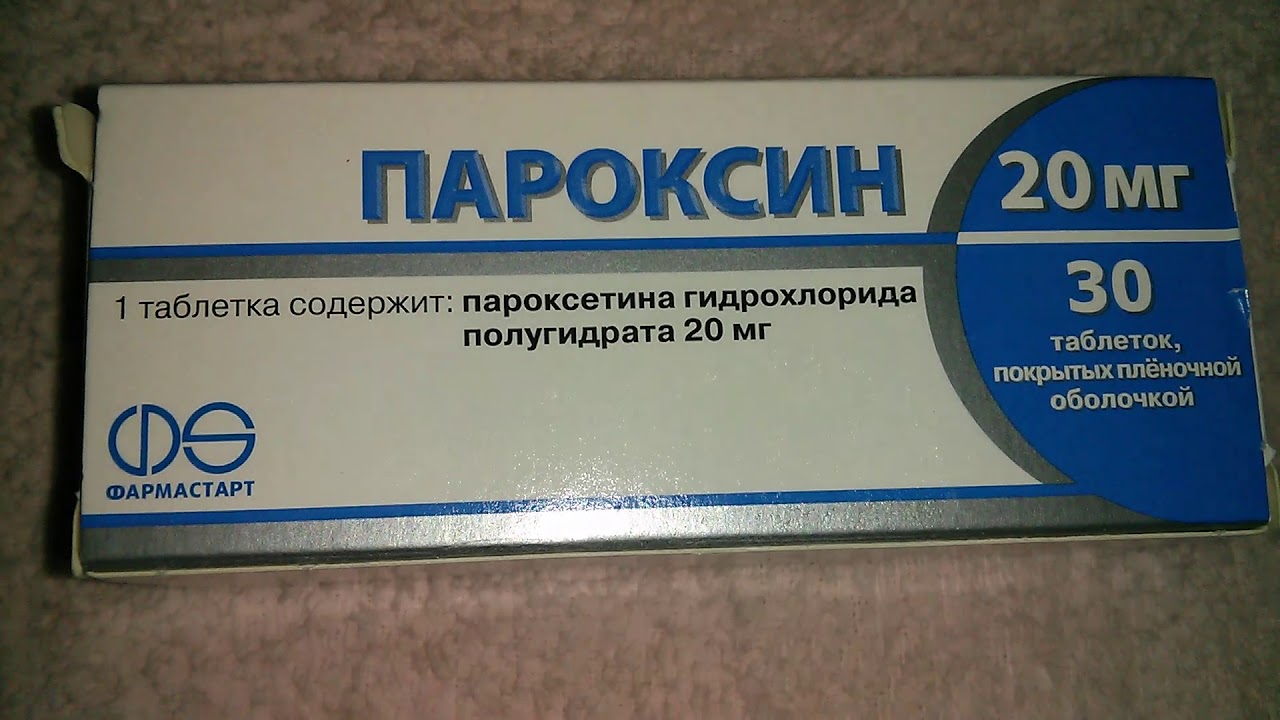 ПАРОКСИН
20 мг
1 таблетка содержит: пароксетина гидрохлорида
полугидрата 20 мг
30
таблеток,
покрытых плёночной
оболочкой
ФАРМАСТАРТ